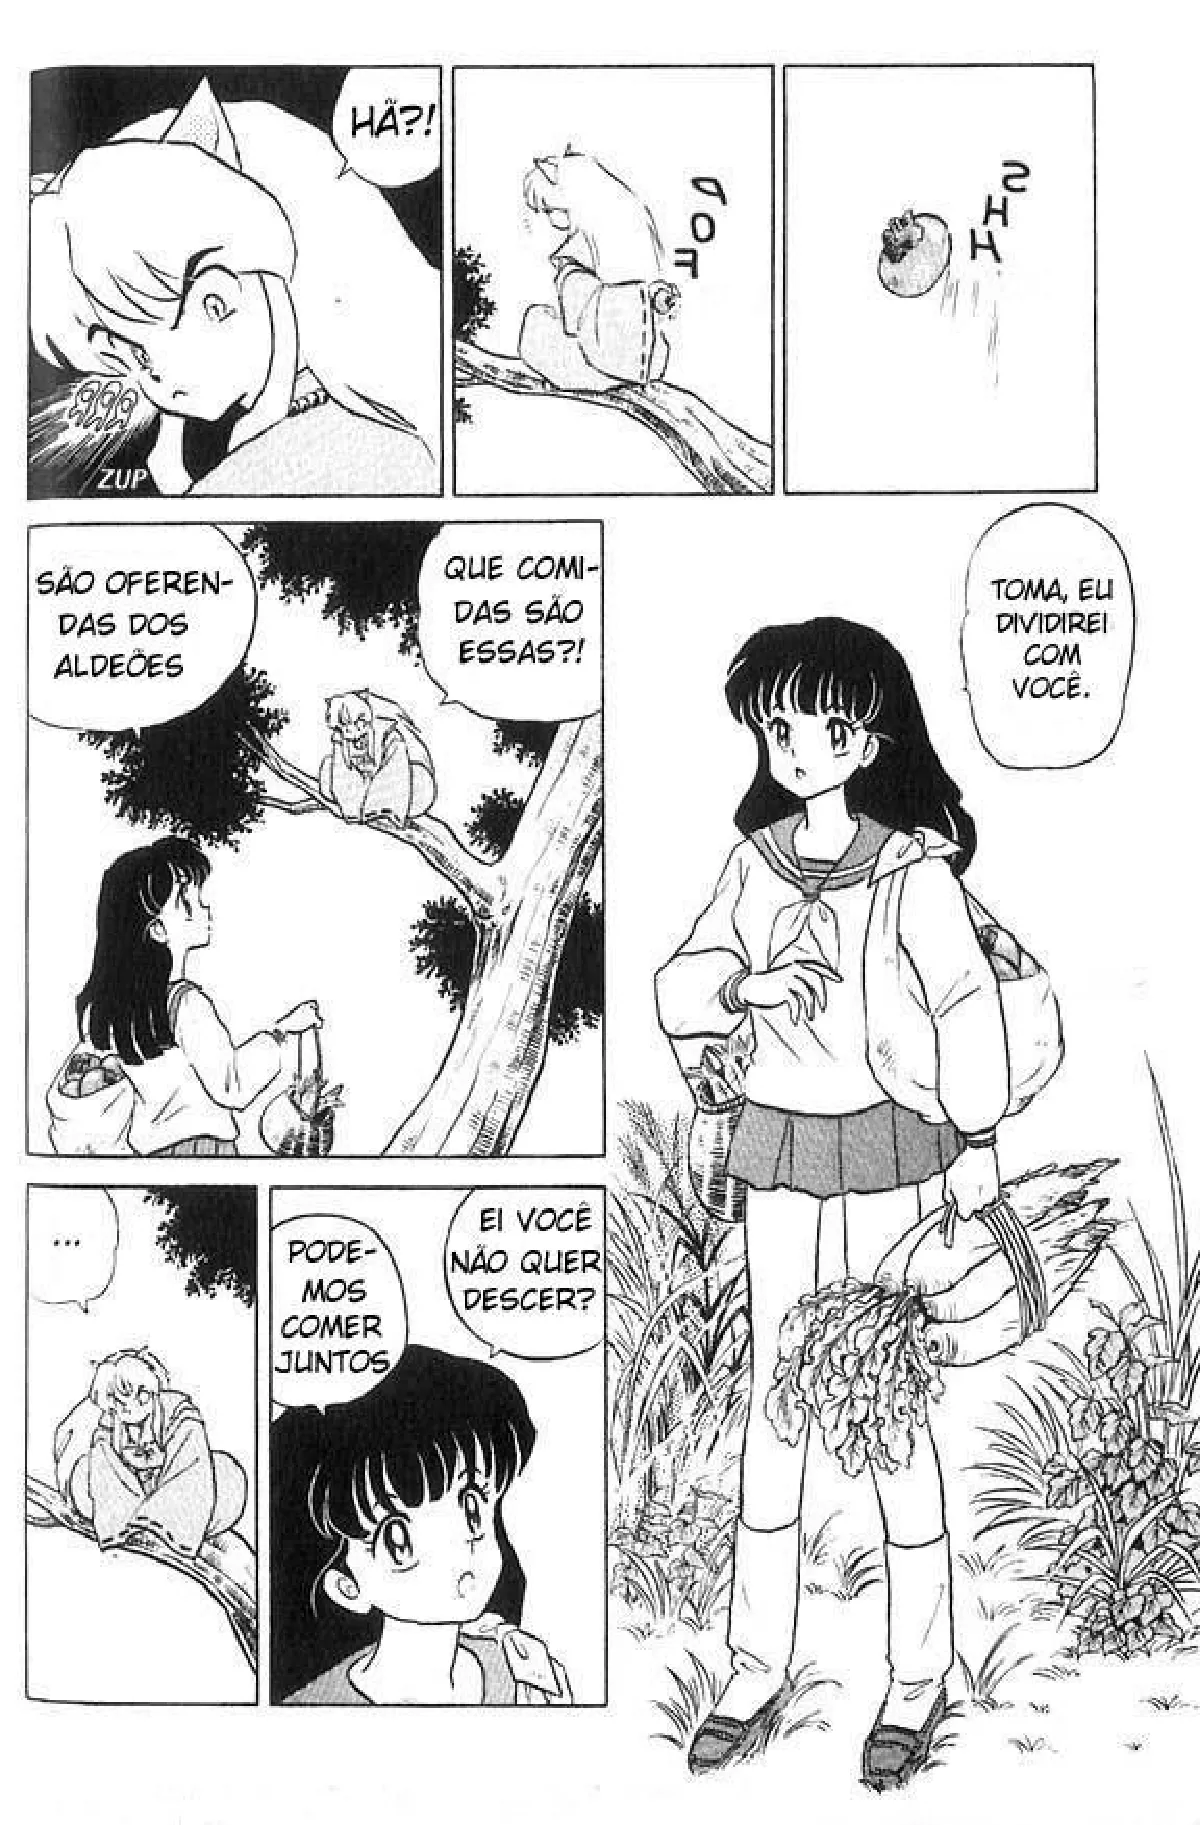 SHH
POF
HÃ?!
ZUP
TOMA, EU
DIVIDIREI
COM
VOCÊ.
QUE COMI-
DAS SÃO
ESSAS?!
SÃO OFEREN-
DAS DOS
ALDEÕES
EI VOCÊ
NÃO QUER
DESCER?
PODE-
MOS
COMER
JUNTOS
...